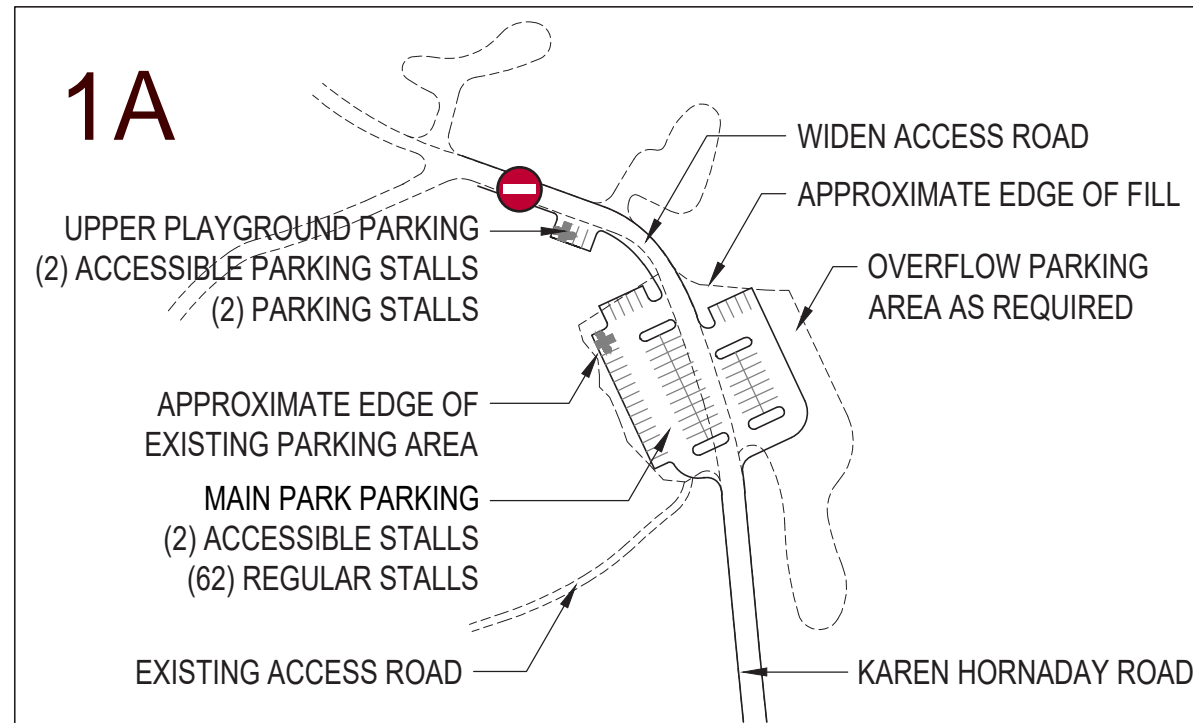 1A
WIDEN ACCESS ROAD
APPROXIMATE EDGE OF FILL
UPPER PLAYGROUND PARKING
(2) ACCESSIBLE PARKING STALLS
(2) PARKING STALLS
OVERFLOW PARKING
AREA AS REQUIRED
APPROXIMATE EDGE OF
EXISTING PARKING AREA
MAIN PARK PARKING
(2) ACCESSIBLE STALLS
(62) REGULAR STALLS
EXISTING ACCESS ROAD
KAREN HORNADAY ROAD